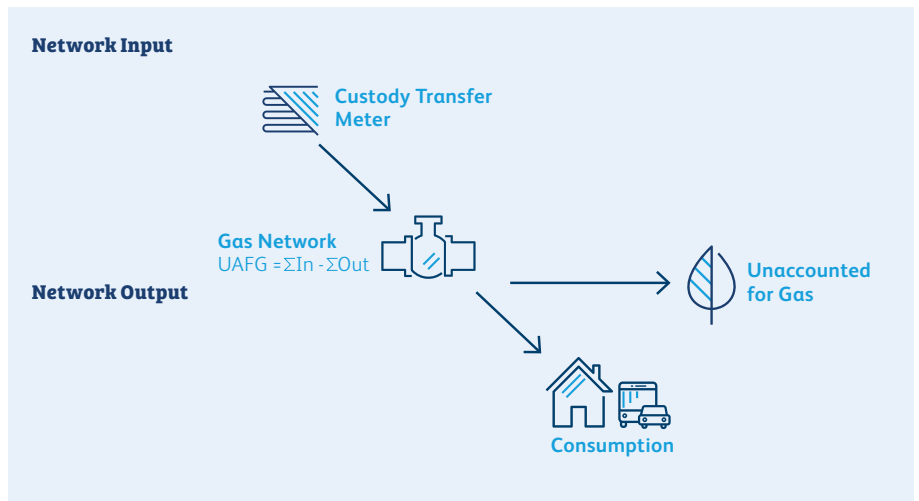 Network Input
Custody Transfer
Meter
Gas Network
UAFG =ΣIn -ΣOut
Network Output
Unaccounted
for Gas
Consumption